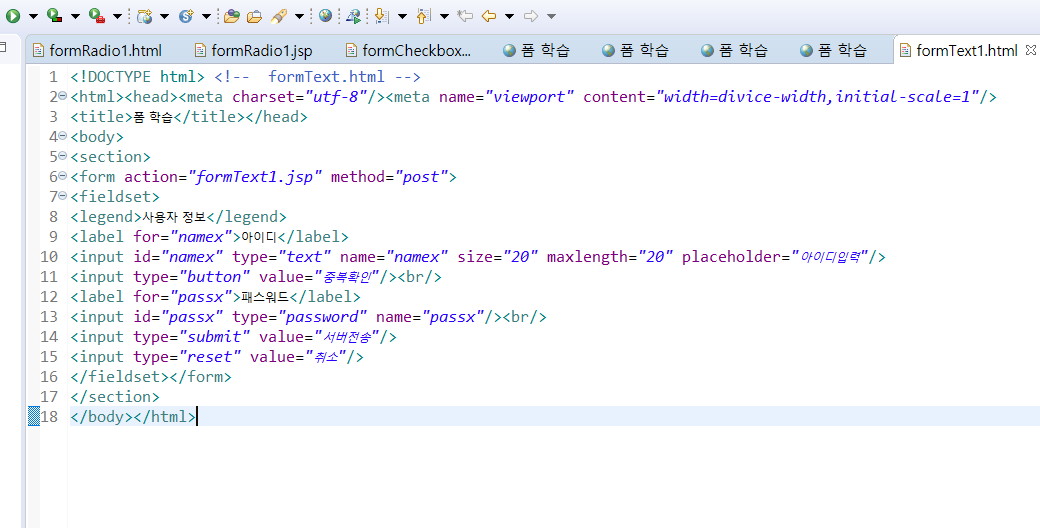 formRadio1.html formRadio1.jsp formCheckbox... 폼 학습 폼 학습 폼 학습 폼 학습 formText1.html
1 <!DOCTYPE html> <!--  formText.html -->
2 <html><head><meta charset="utf-8"/><meta name="viewport" content="width=divice-width,initial-scale=1"/>
3 <title>폼 학습</title></head>
4 <body>
5 <section>
6 <form action="formText1.jsp" method="post">
7 <fieldset>
8 <legend>사용자 정보</legend>
9 <label for="namex">아이디</label>
10 <input id="namex" type="text" name="namex" size="20" maxlength="20" placeholder="아이디입력"/>
11 <input type="button" value="중복확인"/><br/>
12 <label for="passx">패스워드</label>
13 <input id="passx" type="password" name="passx"/><br/>
14 <input type="submit" value="서버전송"/>
15 <input type="reset" value="취소"/>
16 </fieldset></form>
17 </section>
18 </body></html>